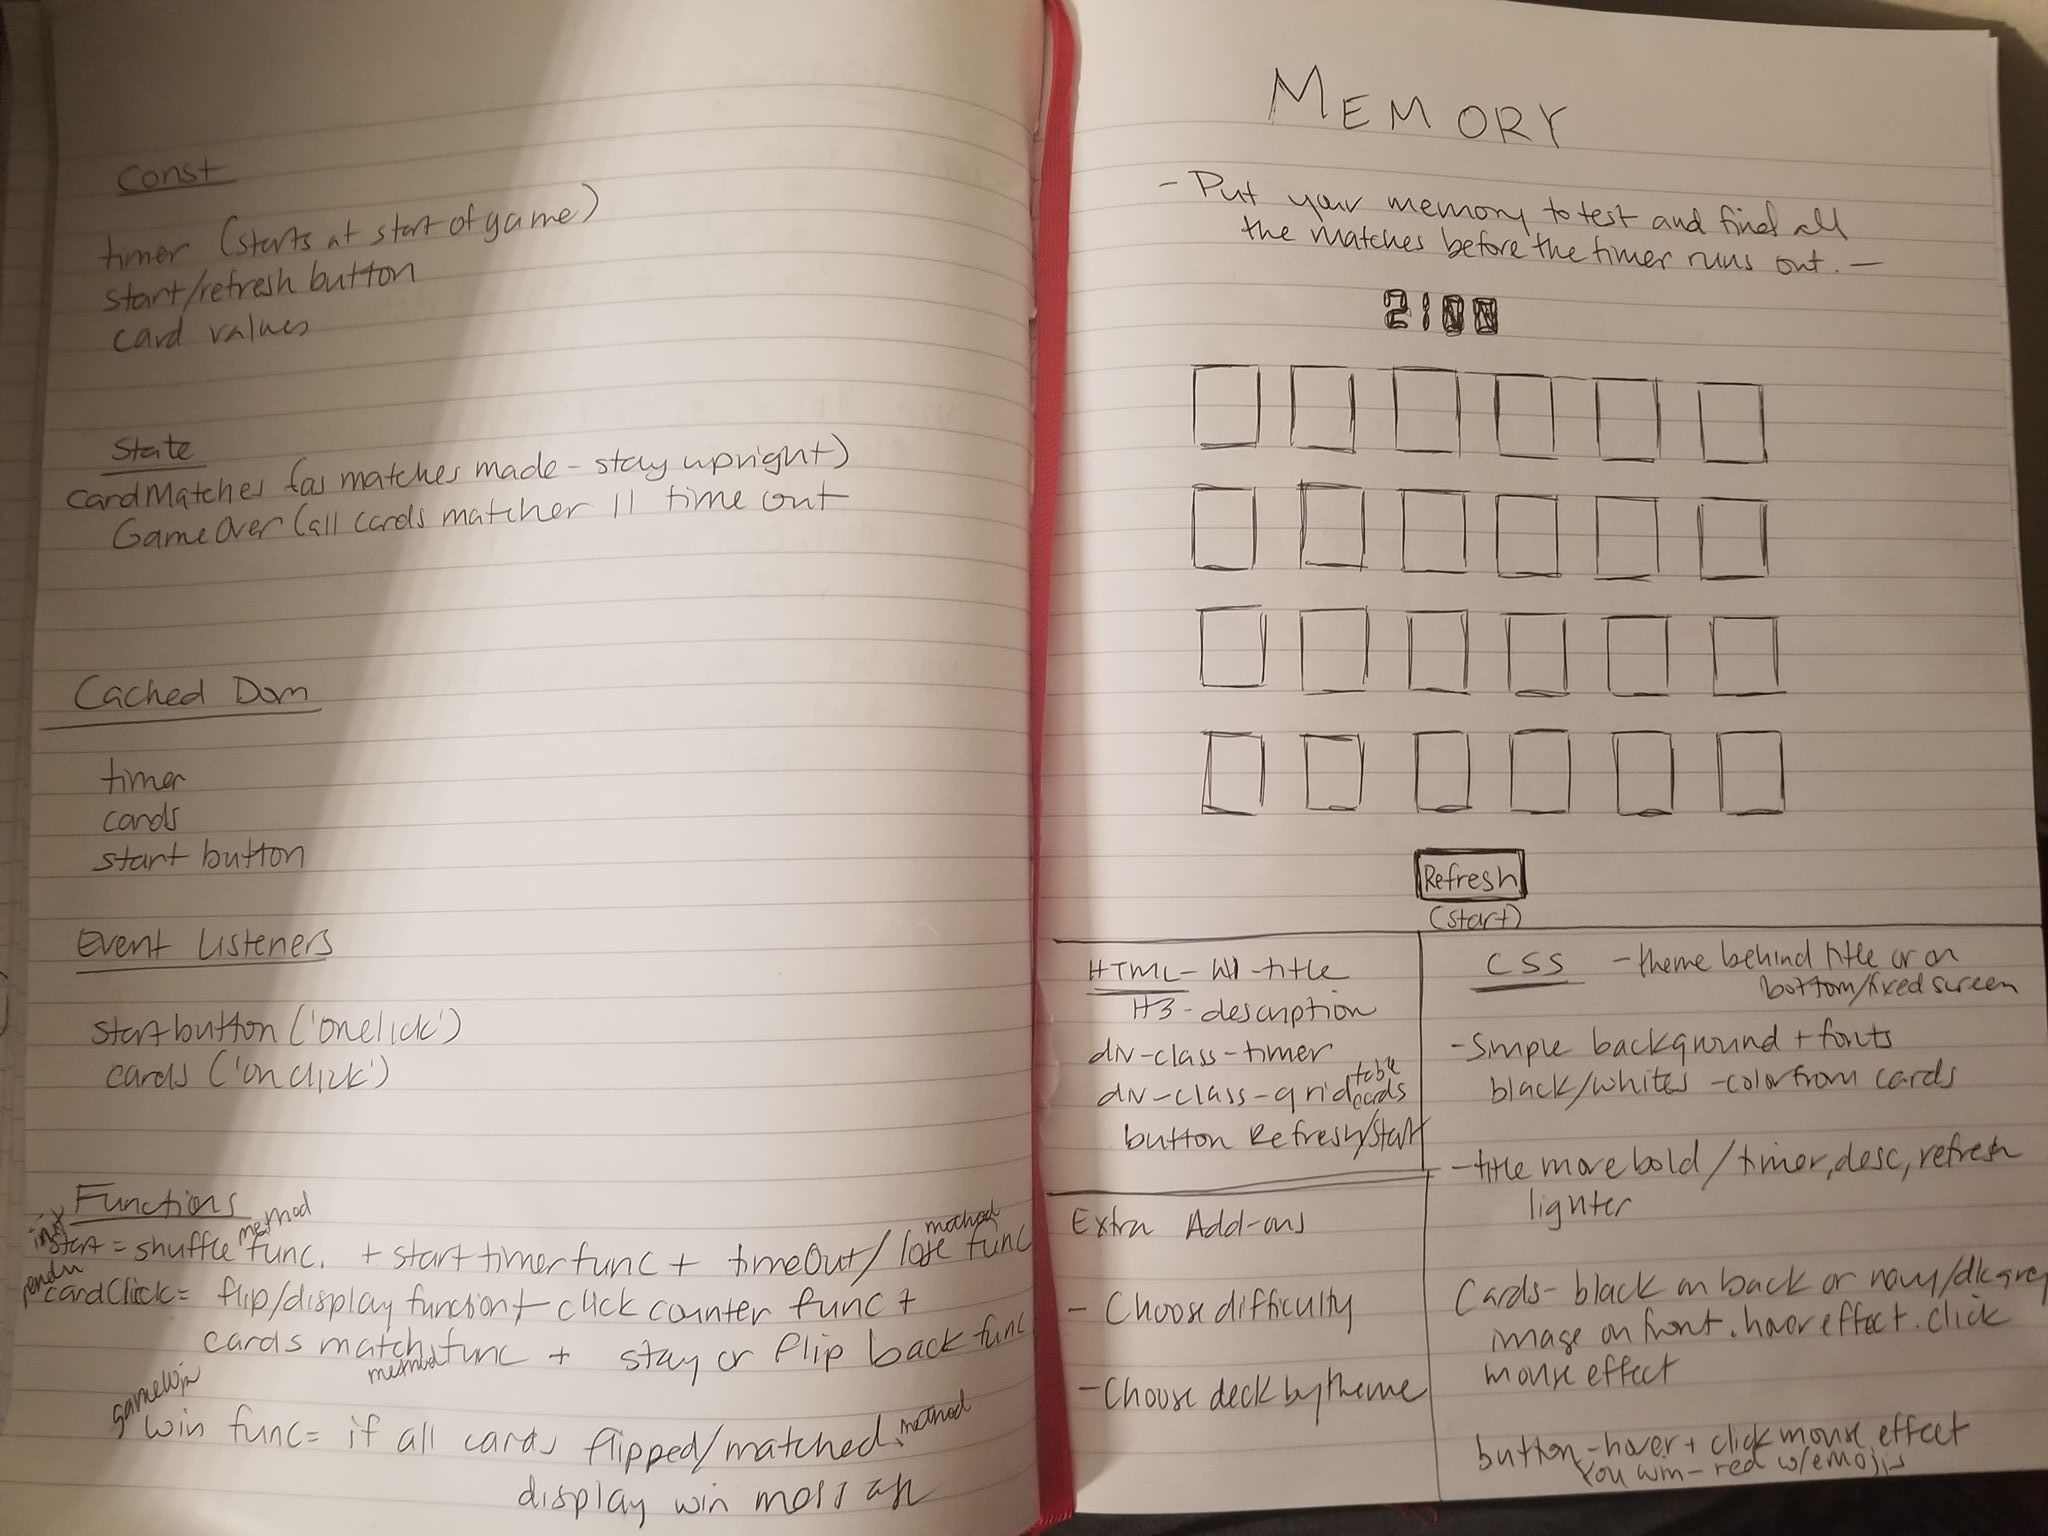 Const
timer (starts at start of game)
start/refresh button
card values
State
cardMatches (as matches made - stay upright)
GameOver (all cards matcher || time out
Cached Dom
timer
cards
start button
Event Listeners
start button ('onclick')
cards ('onclick')
Functions
start = shuffle func. + start timer func + timeOut/ lose func
method method
cardClick = flip/display function + click counter func +
cards match func + stay or flip back func
method
gameWin
win func = if all cards flipped/matched. method
display win
MEMORY
- Put your memory to test and find all
the matches before the timer runs out. -
2:00
Refresh
(start)
HTML - H1 - title
H3 - description
div-class-timer
div-class-grid table cards
button Refresh/Start
Extra Add-ons
- Choose difficulty
- Choose deck by theme
CSS - theme behind title or on
bottom/fixed screen
- Simple background + fonts
black/whites - color from cards
- title more bold / timer, desc, refresh
lighter
Cards - black on back or navy/dk grey
image on front. hover effect. click
mouse effect
button - hover + click mouse effect
You win - red w/emojis